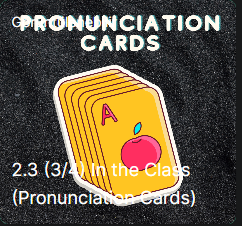 PRONUNCIATION
CARDS
A
2.3 (3/4) In the Class
(Pronunciation Cards)